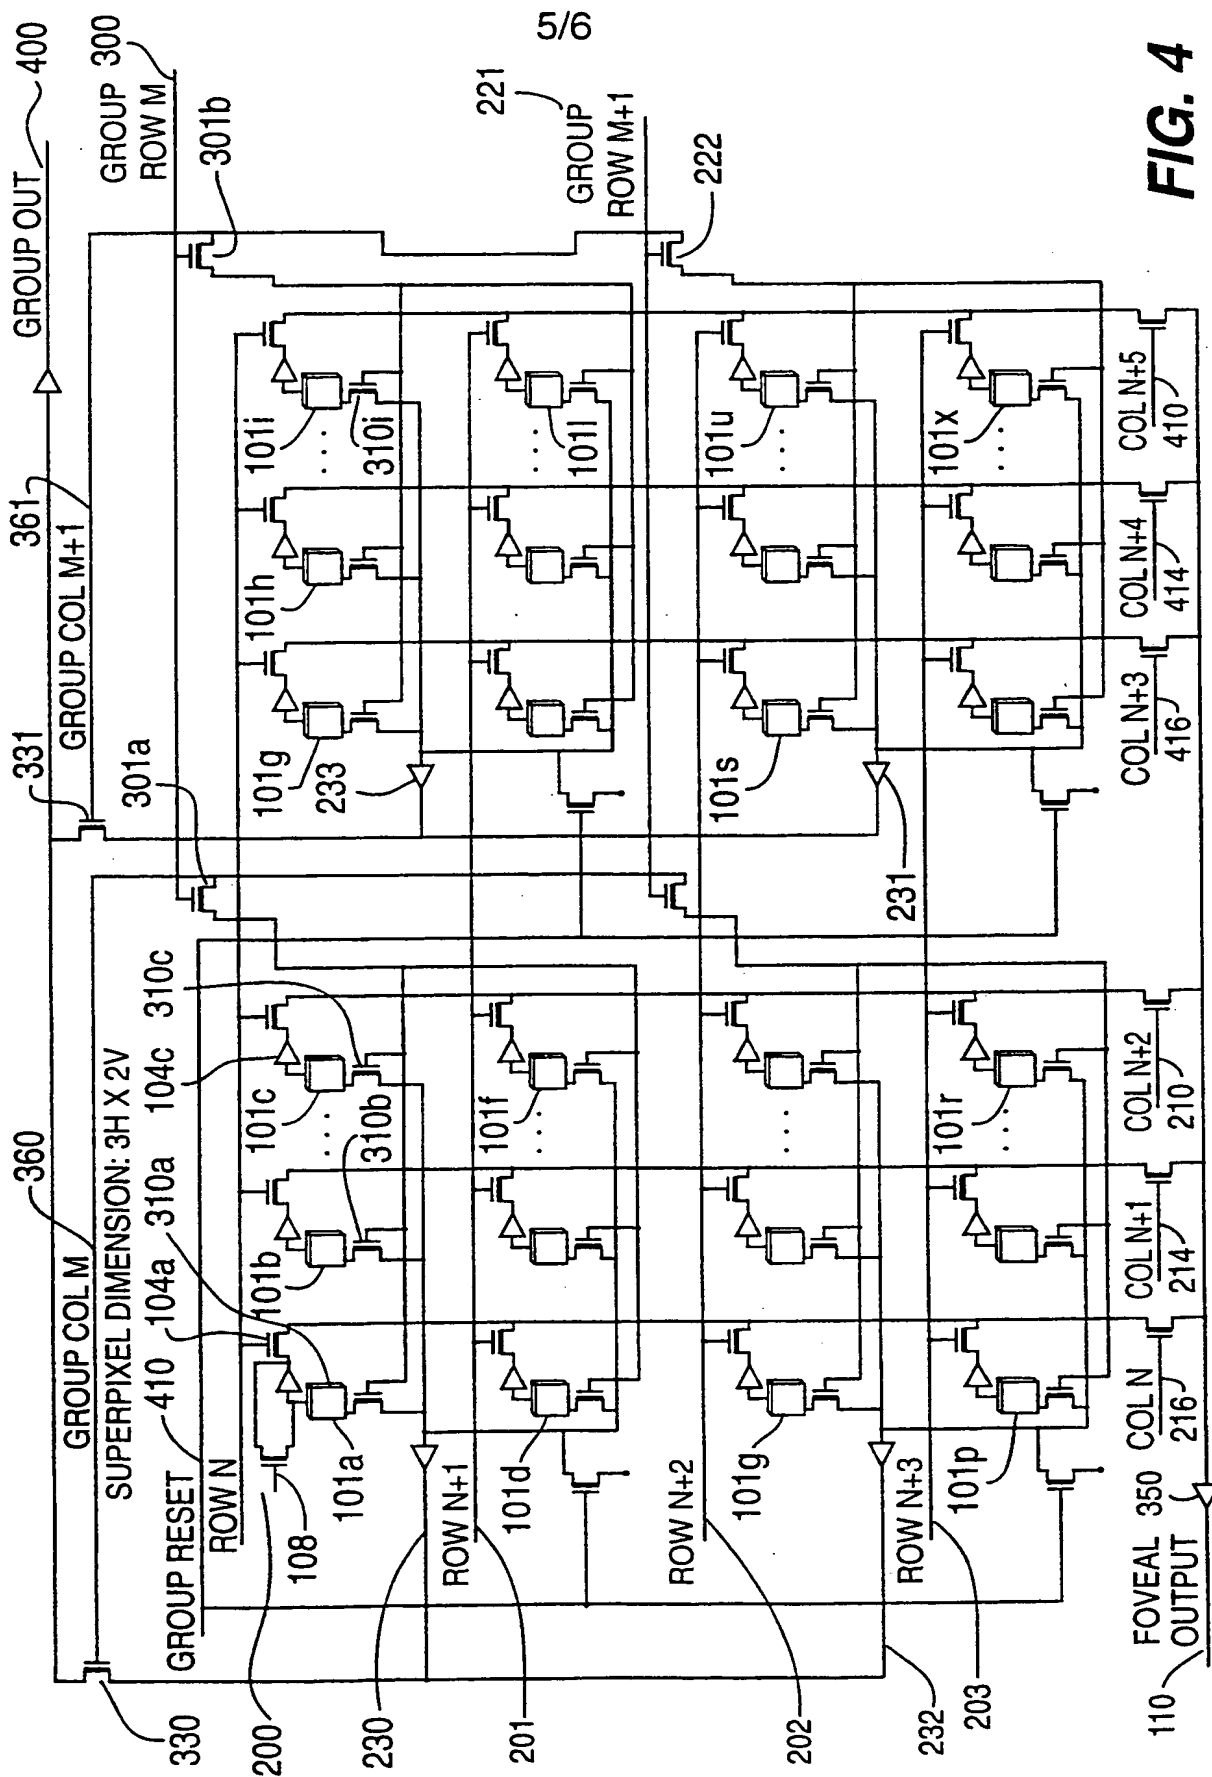 5/6
330
360
331
361
GROUP OUT
400
GROUP COL M
GROUP COL M+1
GROUP
ROW M
300
SUPERPIXEL DIMENSION: 3H X 2V
301a
301b
GROUP RESET
410
104a
310a
104c
310c
ROW N
200
108
101a
101b
310b
101c
101g
101h
101i
310i
. . .
. . .
233
230
ROW N+1
201
101d
101f
101l
. . .
. . .
GROUP
ROW M+1
221
222
ROW N+2
202
101g
101s
101u
. . .
. . .
232
231
ROW N+3
203
101p
101r
101x
. . .
. . .
COL N
216
COL N+1
214
COL N+2
210
COL N+3
416
COL N+4
414
COL N+5
410
FOVEAL
OUTPUT
350
110
FIG. 4